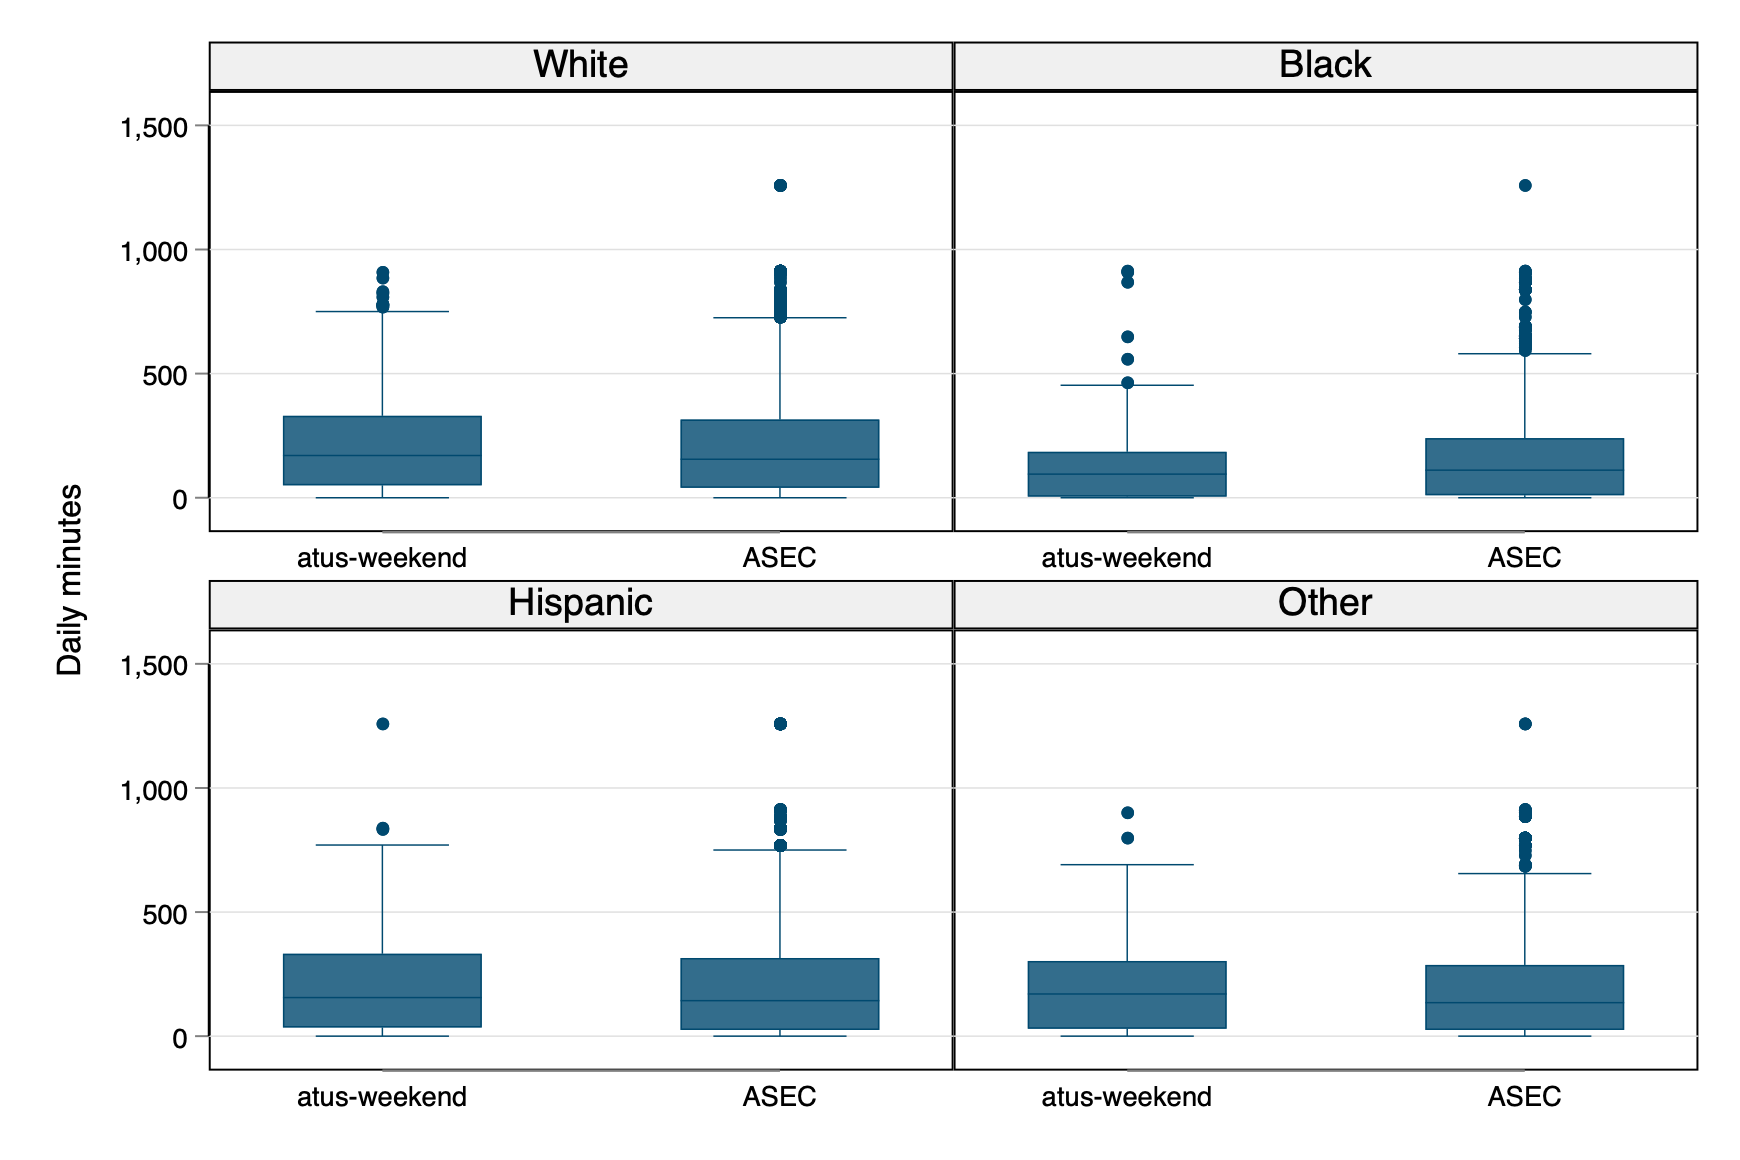 White
Black
1,500
1,000
500
0
atus-weekend
ASEC
atus-weekend
ASEC
Daily minutes
Hispanic
Other
1,500
1,000
500
0
atus-weekend
ASEC
atus-weekend
ASEC